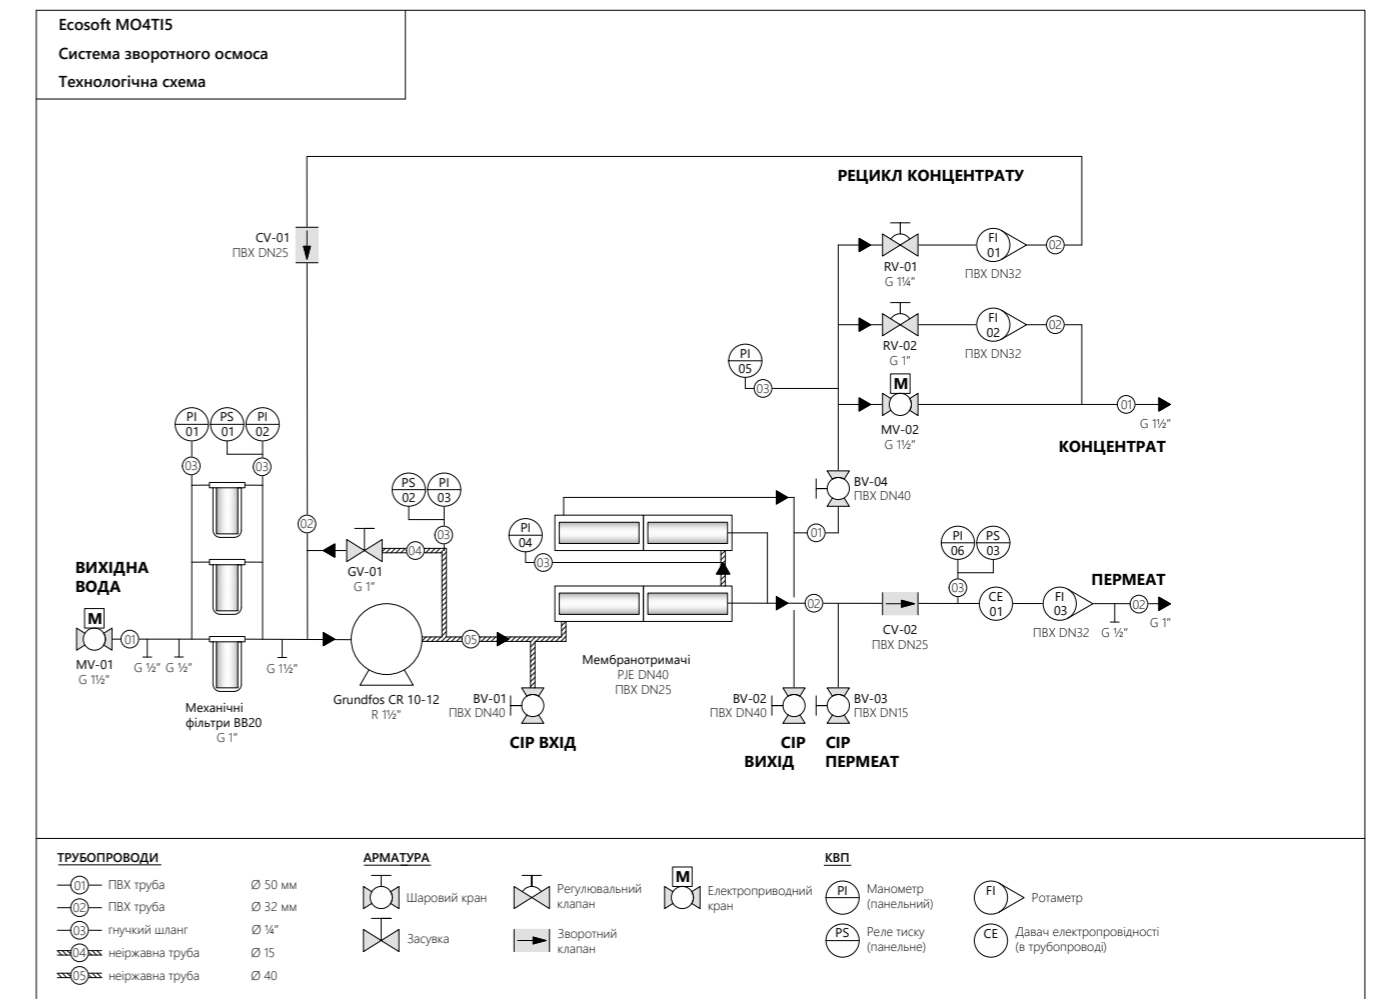 Ecosoft MO4TI5
Система зворотного осмоса
Технологічна схема
РЕЦИКЛ КОНЦЕНТРАТУ
CV-01
ПВХ DN25
FI
01
02
RV-01
G 1¼"
ПВХ DN32
FI
02
02
RV-02
G 1"
ПВХ DN32
PI
05
03
M
01
MV-02
G 1½"
G 1½"
КОНЦЕНТРАТ
PI
01
PS
01
PI
02
03
03
BV-04
ПВХ DN40
PS
02
PI
03
02
03
04
01
GV-01
G 1"
PI
04
03
PI
06
PS
03
03
ВИХІДНА
ВОДА
M
01
MV-01
G 1½"
G ½"
G ½"
G 1½"
Механічні
фільтри BB20
G 1"
Grundfos CR 10-12
R 1½"
05
Мембранотримачі
PJE DN40
ПВХ DN25
02
CV-02
ПВХ DN25
CE
01
FI
03
ПВХ DN32
G ½"
02
ПЕРМЕАТ
G 1"
BV-01
ПВХ DN40
СІР ВХІД
BV-02
ПВХ DN40
СІР
ВИХІД
BV-03
ПВХ DN15
СІР
ПЕРМЕАТ
ТРУБОПРОВОДИ
01 ПВХ труба Ø 50 мм
02 ПВХ труба Ø 32 мм
03 гнучкий шланг Ø ¼"
04 неіржавна труба Ø 15
05 неіржавна труба Ø 40
АРМАТУРА
Шаровий кран
Засувка
Регулювальний
клапан
Зворотний
клапан
M
Електроприводний
кран
КВП
PI
Манометр
(панельний)
PS
Реле тиску
(панельне)
FI
Ротаметр
CE
Давач електропровідності
(в трубопроводі)